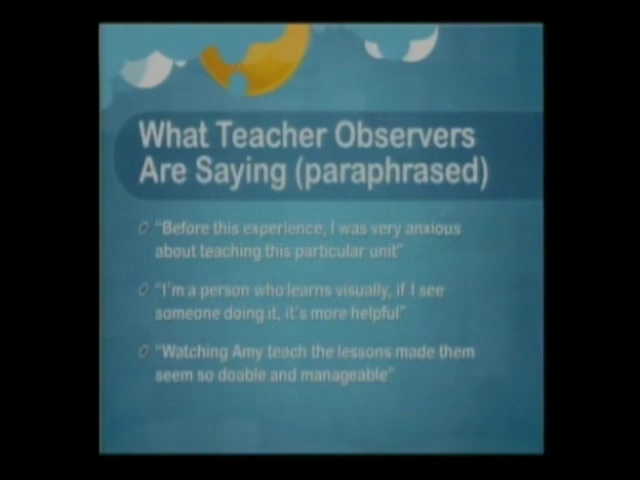 What Teacher Observers
Are Saying (paraphrased)
"Before this experience, I was very anxious
about teaching this particular unit"
"I'm a person who learns visually, if I see
someone doing it, it's more helpful"
"Watching Amy teach the lessons made them
seem so doable and manageable"